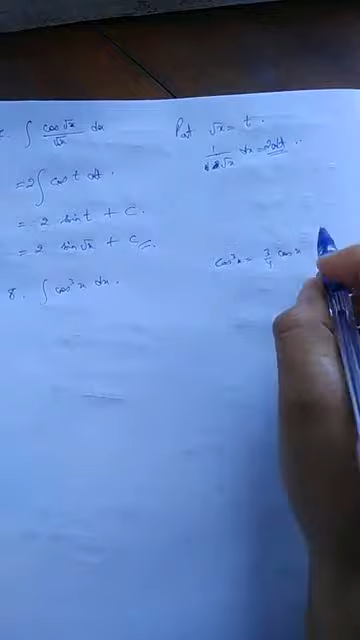 ∫ cos√x / √x dx
Put √x = t.
1 / 2√x dx = 2dt
= 2 ∫ cos t dt.
= 2 sin t + C.
= 2 sin√x + C
cos³x = 3/4 cos x
8. ∫ cos³x dx.